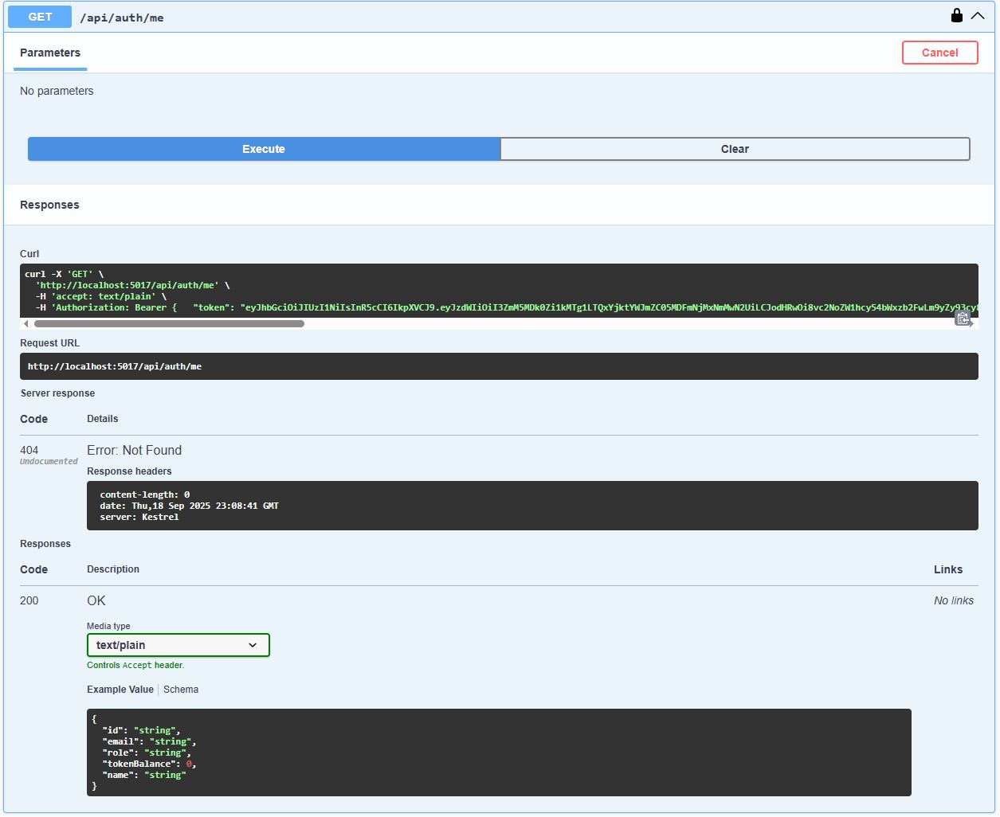 GET /api/auth/me
Parameters
Cancel
No parameters
Execute
Clear
Responses
Curl
curl -X 'GET' \
'http://localhost:5017/api/auth/me' \
-H 'accept: text/plain' \
-H 'Authorization: Bearer {   "token": "eyJhbGciOiJIUzI1NiIsInR5cCI6IkpXVCJ9.eyJzdWIiOiI3ZmM5MDk0Zi1kMTg1LTQxYjktYWJmZC05MDFmNjMxNmMwN2UiLCJodHRwOi8vc2NoZW1hcy54bWxzb2FwLm9yZy93cy8
Request URL
http://localhost:5017/api/auth/me
Server response
Code Details
404 Error: Not Found
Undocumented
Response headers
content-length: 0
date: Thu,18 Sep 2025 23:08:41 GMT
server: Kestrel
Responses
Code Description Links
200 OK No links
Media type
text/plain
Controls Accept header.
Example Value Schema
{
"id": "string",
"email": "string",
"role": "string",
"tokenBalance": 0,
"name": "string"
}